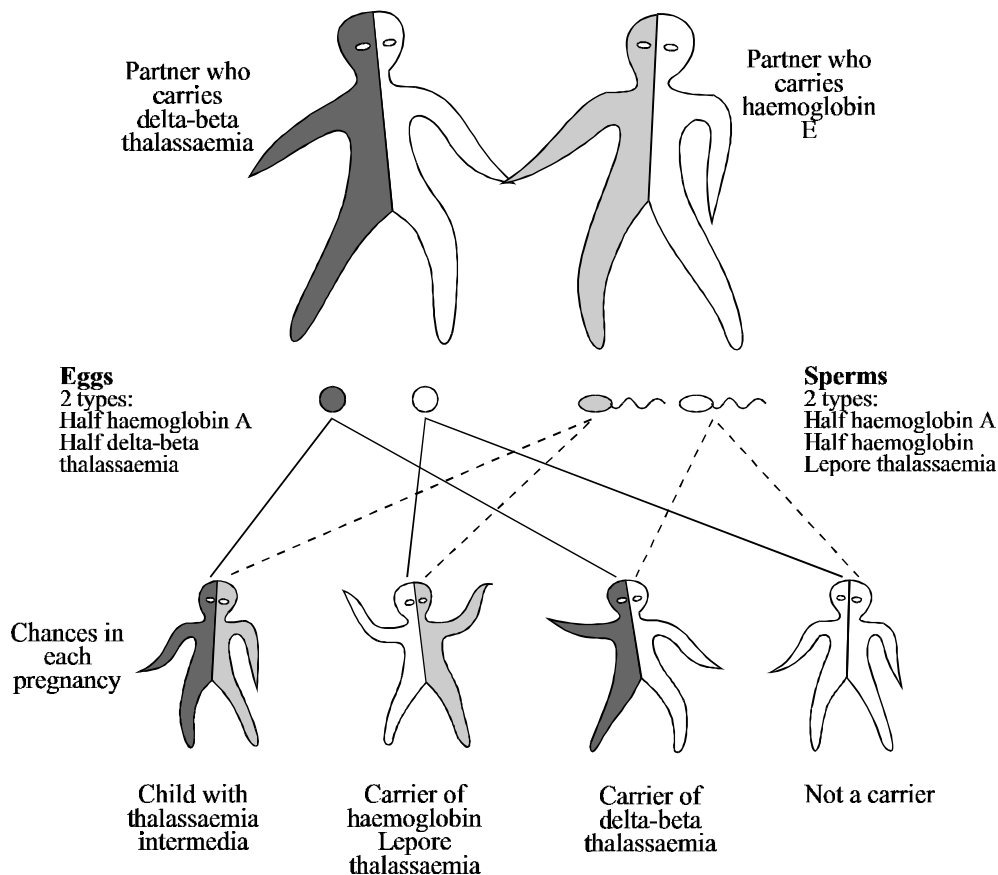 Partner who
carries
delta-beta
thalassaemia
Partner who
carries
haemoglobin
E
Eggs
2 types:
Half haemoglobin A
Half delta-beta
thalassaemia
Sperms
2 types:
Half haemoglobin A
Half haemoglobin
Lepore thalassaemia
Chances in
each
pregnancy
Child with
thalassaemia
intermedia
Carrier of
haemoglobin
Lepore
thalassaemia
Carrier of
delta-beta
thalassaemia
Not a carrier